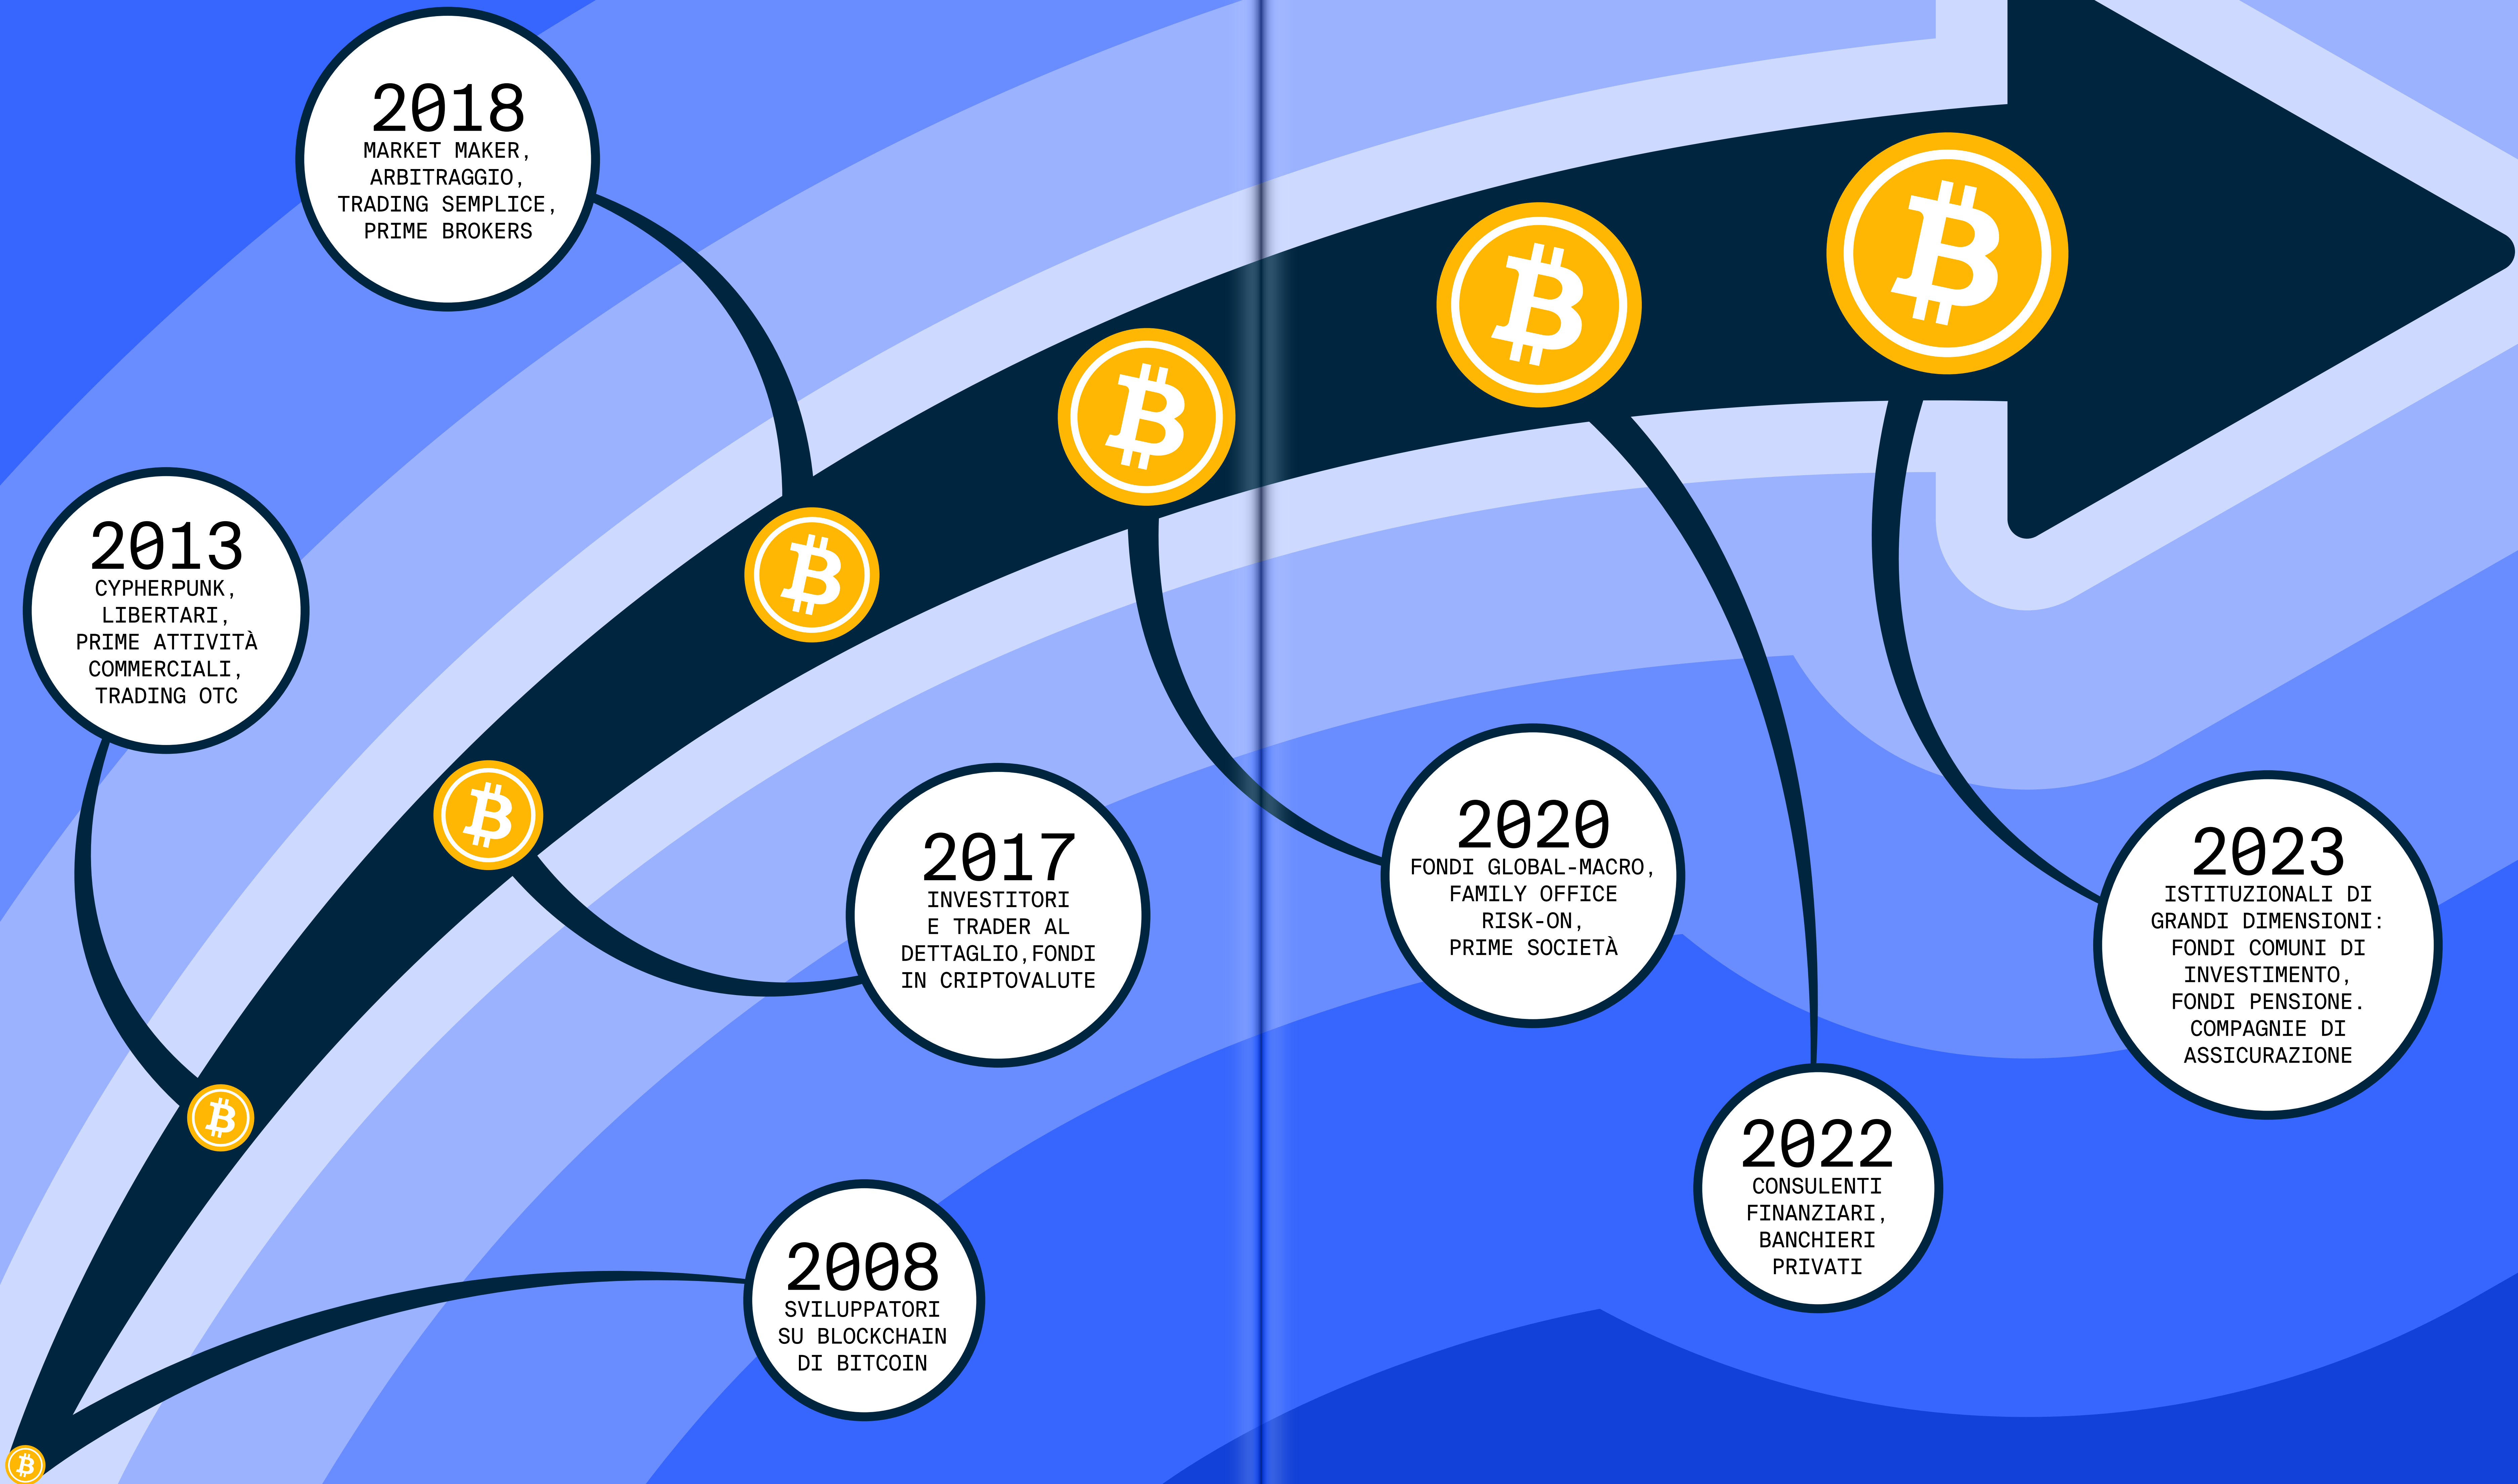 2018
MARKET MAKER,
ARBITRAGGIO,
TRADING SEMPLICE,
PRIME BROKERS
2013
CYPHERPUNK,
LIBERTARI,
PRIME ATTIVITÀ
COMMERCIALI,
TRADING OTC
2017
INVESTITORI
E TRADER AL
DETTAGLIO,FONDI
IN CRIPTOVALUTE
2008
SVILUPPATORI
SU BLOCKCHAIN
DI BITCOIN
2020
FONDI GLOBAL-MACRO,
FAMILY OFFICE
RISK-ON,
PRIME SOCIETÀ
2022
CONSULENTI
FINANZIARI,
BANCHIERI
PRIVATI
2023
ISTITUZIONALI DI
GRANDI DIMENSIONI:
FONDI COMUNI DI
INVESTIMENTO,
FONDI PENSIONE.
COMPAGNIE DI
ASSICURAZIONE